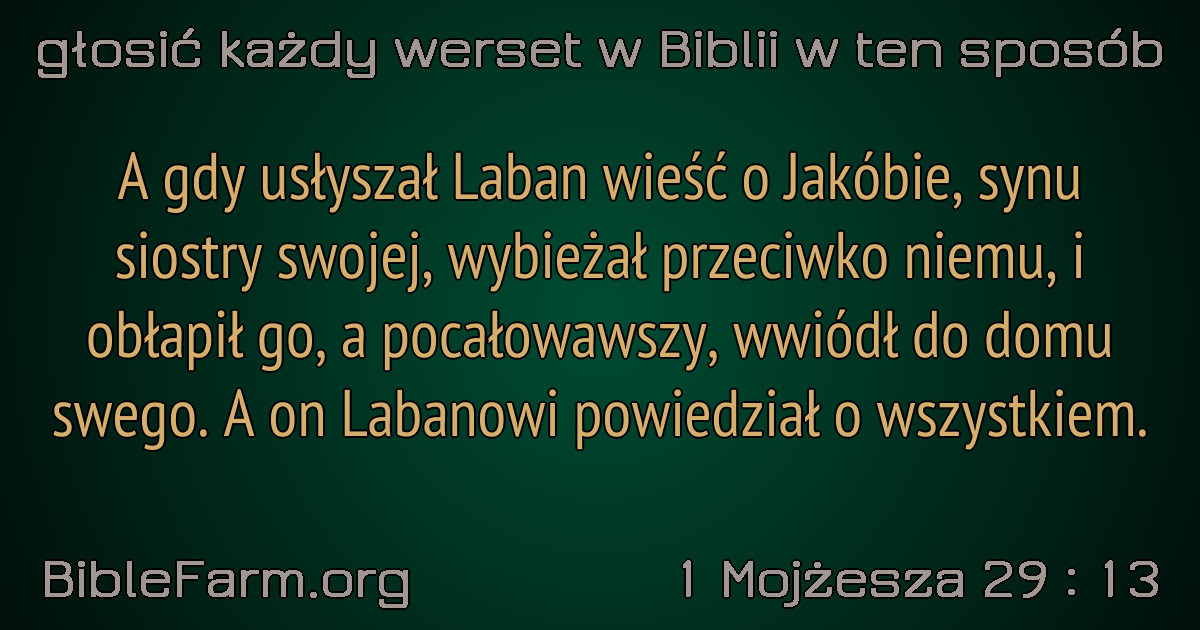 głosić każdy werset w Biblii w ten sposób
A gdy usłyszał Laban wieść o Jakóbie, synu
siostry swojej, wybieżał przeciwko niemu, i
obłapił go, a pocałowawszy, wwiódł do domu
swego. A on Labanowi powiedział o wszystkiem.
BibleFarm.org
1 Mojżesza 29 : 13